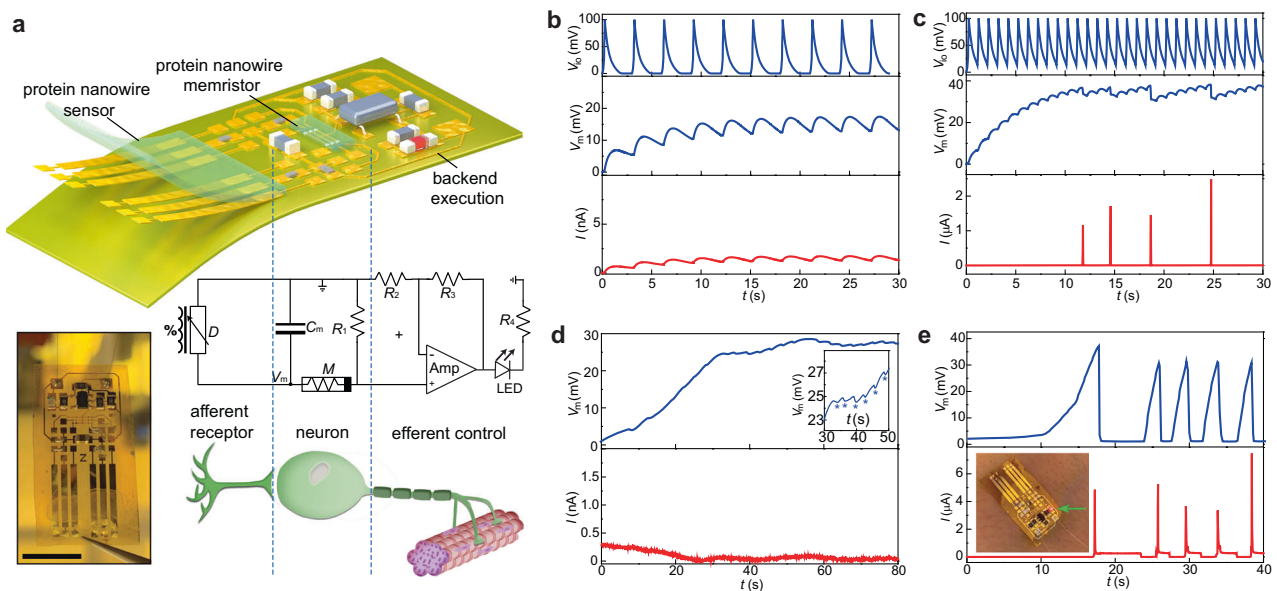 a
protein nanowire
sensor
protein nanowire
memristor
backend
execution
%
D
Cm
R1
R2
R3
R4
Vm
M
+
-
+
Amp
LED
afferent
receptor
neuron
efferent control
b
Vio (mV)
100
50
0
Vm (mV)
20
10
0
I (nA)
5
0
0 5 10 15 20 25 30
t (s)
c
Vio (mV)
100
50
0
Vm (mV)
40
20
0
I (µA)
2
1
0
0 5 10 15 20 25 30
t (s)
d
Vm (mV)
30
20
10
0
Vm (mV)
27
25
23
30 40 50
t (s)
* * * * * *
I (nA)
1.5
1.0
0.5
0.0
0 20 40 60 80
t (s)
e
Vm (mV)
40
20
0
I (µA)
6
4
2
0
0 10 20 30 40
t (s)